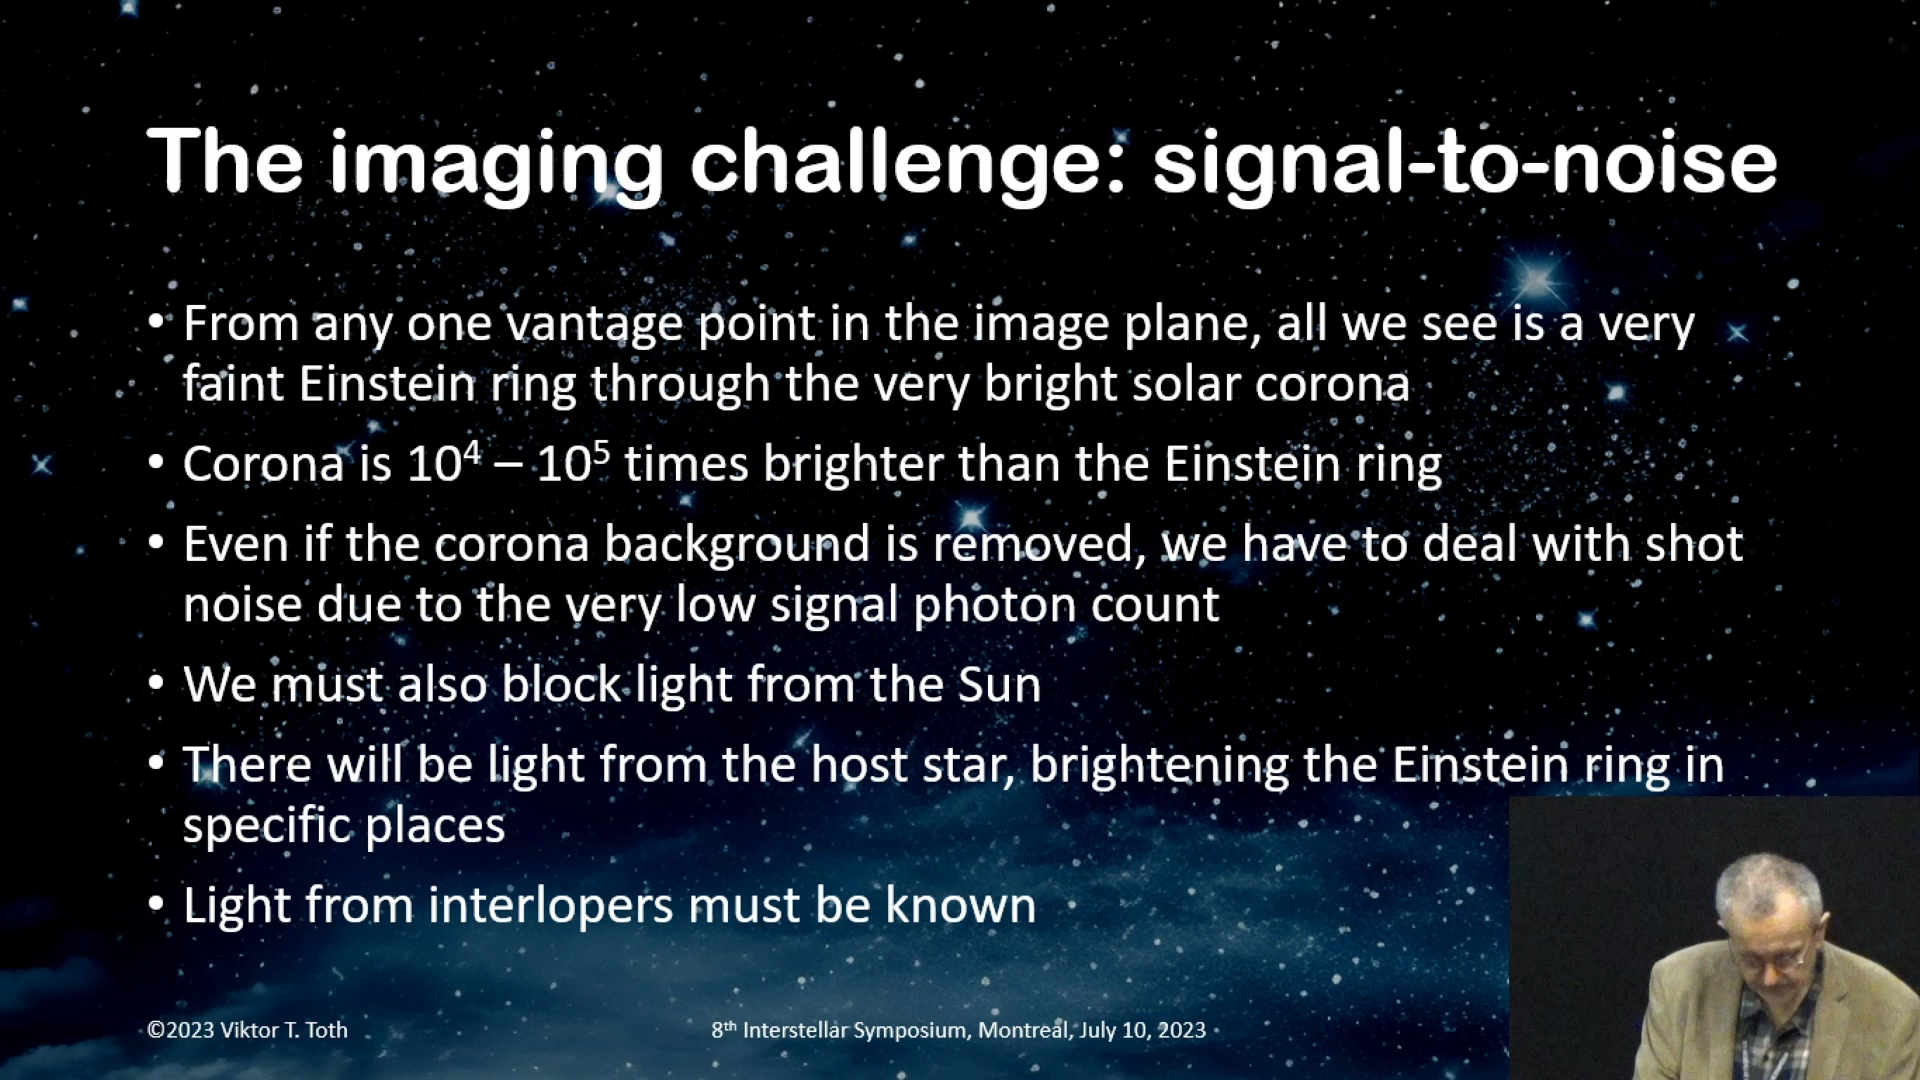 The imaging challenge: signal-to-noise
• From any one vantage point in the image plane, all we see is a very
faint Einstein ring through the very bright solar corona
• Corona is 10⁴ – 10⁵ times brighter than the Einstein ring
• Even if the corona background is removed, we have to deal with shot
noise due to the very low signal photon count
• We must also block light from the Sun
• There will be light from the host star, brightening the Einstein ring in
specific places
• Light from interlopers must be known
©2023 Viktor T. Toth
8th Interstellar Symposium, Montreal, July 10, 2023